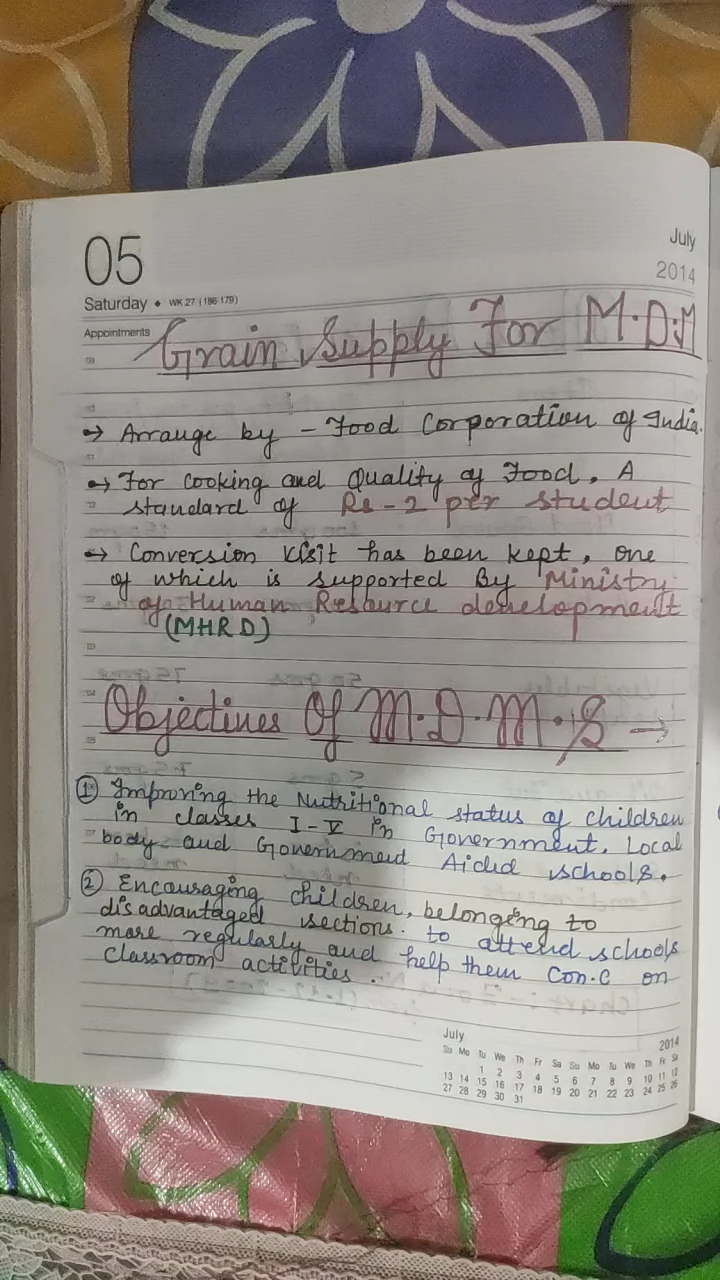 05
July
2014
Saturday • WK 27 (186-179)
Appointments
Grain Supply For M.D.M
→ Arrange by - Food Corporation of India.
→ For cooking and Quality of Food, A
standard of Rs-2 per student
→ Conversion has been kept, one
of which is supported By Ministry
of Human Resource development
(MHRD)
Objectives Of M.D.M.S →
① Improving the Nutritional status of children
in classes I-V in Government, Local
body and Government Aided schools.
② Encouraging children, belonging to
disadvantaged sections. to attend schools
more regularly and help them Con.C on
classroom activities.
July 2014
Su Mo Tu We Th Fr Sa Su Mo Tu We Th Fr Sa
1 2 3 4 5 6 7 8 9 10 11 12
13 14 15 16 17 18 19 20 21 22 23 24 25 26
27 28 29 30 31